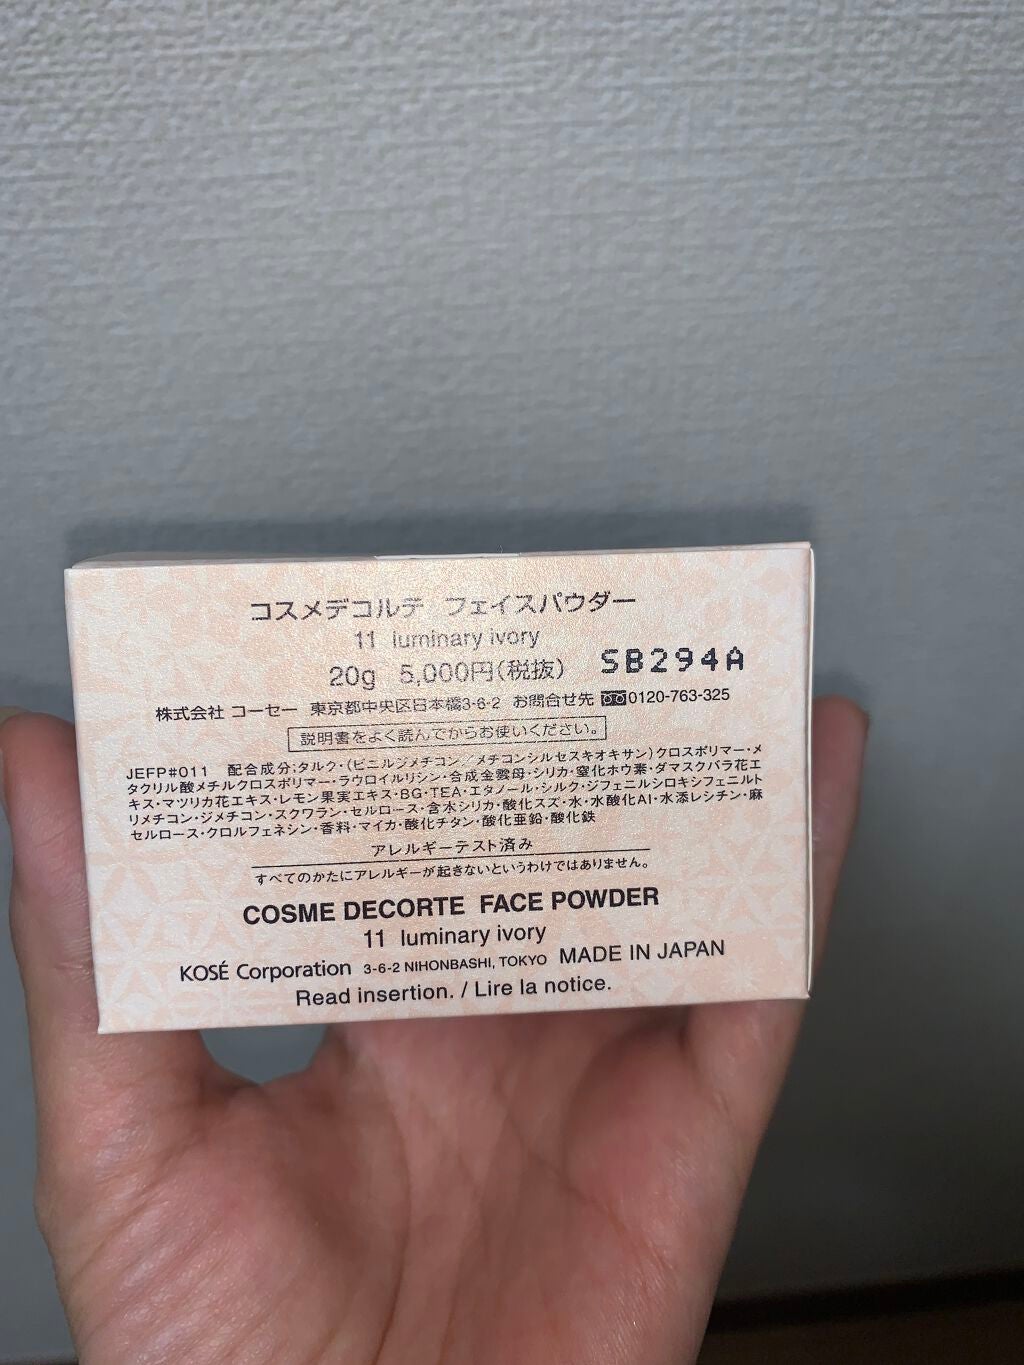 コスメデコルテ フェイスパウダー
11 luminary ivory
20g 5,000円(税抜) SB294A
株式会社 コーセー 東京都中央区日本橋3-6-2 お問合せ先 0120-763-325
説明書をよく読んでからお使いください。
JEFP#011 配合成分:タルク・(ビニルジメチコン/メチコンシルセスキオキサン)クロスポリマー・メ
タクリル酸メチルクロスポリマー・ラウロイルリシン・合成金雲母・シリカ・窒化ホウ素・ダマスクバラ花エ
キス・マツリカ花エキス・レモン果実エキス・BG・TEA・エタノール・シルク・ジフェニルシロキシフェニルト
リメチコン・ジメチコン・スクワラン・セルロース・含水シリカ・酸化スズ・水・水酸化Al・水添レシチン・麻
セルロース・クロルフェネシン・香料・マイカ・酸化チタン・酸化亜鉛・酸化鉄
アレルギーテスト済み
すべてのかたにアレルギーが起きないというわけではありません。
COSME DECORTE FACE POWDER
11 luminary ivory
KOSÉ Corporation 3-6-2 NIHONBASHI, TOKYO MADE IN JAPAN
Read insertion. / Lire la notice.